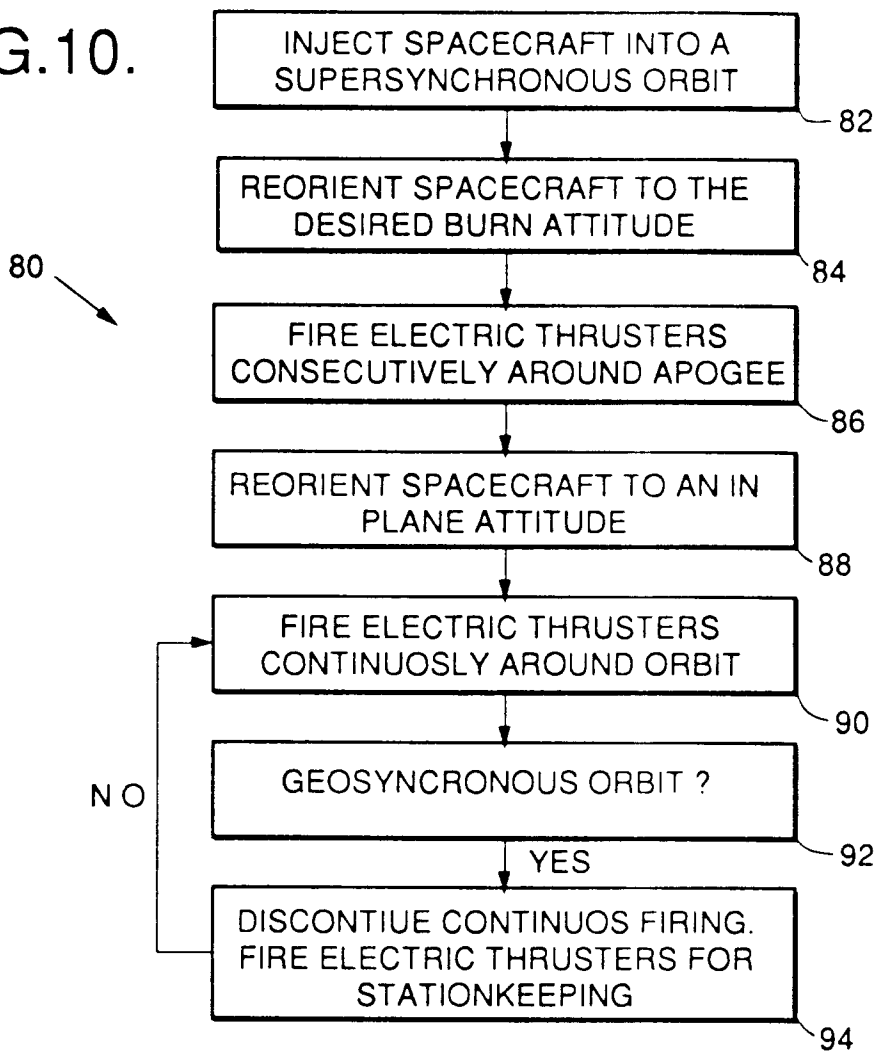 G.10.
INJECT SPACECRAFT INTO A
SUPERSYNCHRONOUS ORBIT
82
REORIENT SPACECRAFT TO THE
DESIRED BURN ATTITUDE
84
80
FIRE ELECTRIC THRUSTERS
CONSECUTIVELY AROUND APOGEE
86
REORIENT SPACECRAFT TO AN IN
PLANE ATTITUDE
88
FIRE ELECTRIC THRUSTERS
CONTINUOSLY AROUND ORBIT
90
NO
GEOSYNCRONOUS ORBIT ?
92
YES
DISCONTIUE CONTINUOS FIRING.
FIRE ELECTRIC THRUSTERS FOR
STATIONKEEPING
94